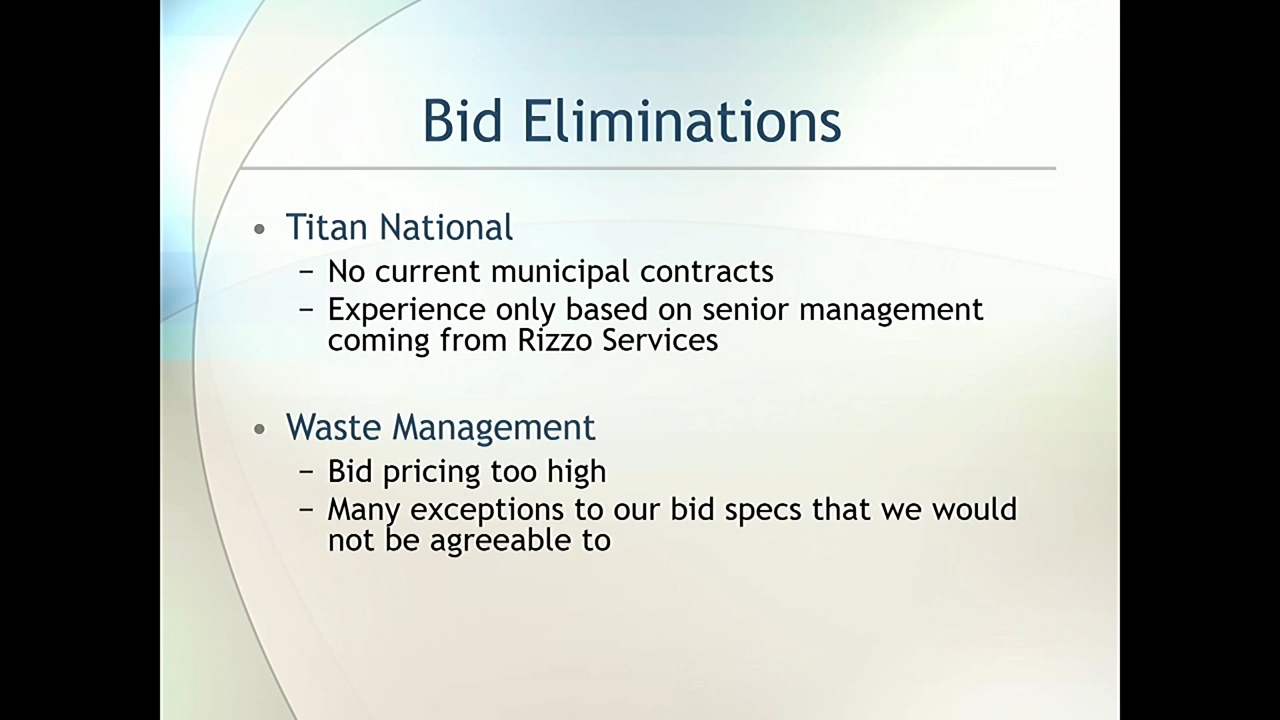 Bid Eliminations
• Titan National
– No current municipal contracts
– Experience only based on senior management
coming from Rizzo Services
• Waste Management
– Bid pricing too high
– Many exceptions to our bid specs that we would
not be agreeable to